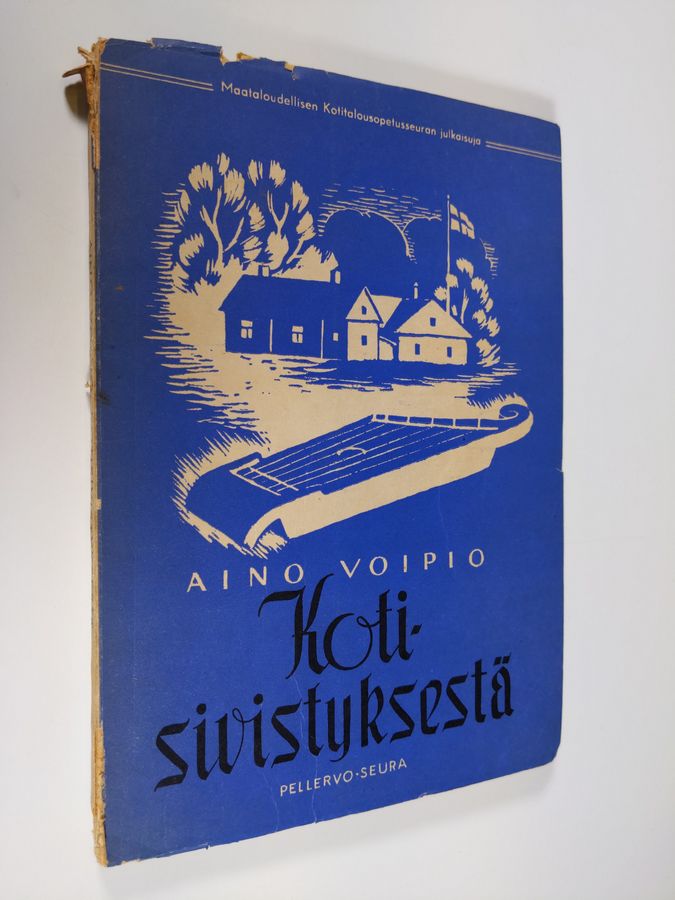 Maataloudellisen Kotitalousopetusseuran julkaisuja
AINO VOIPIO
Koti-
sivistyksestä
PELLERVO-SEURA